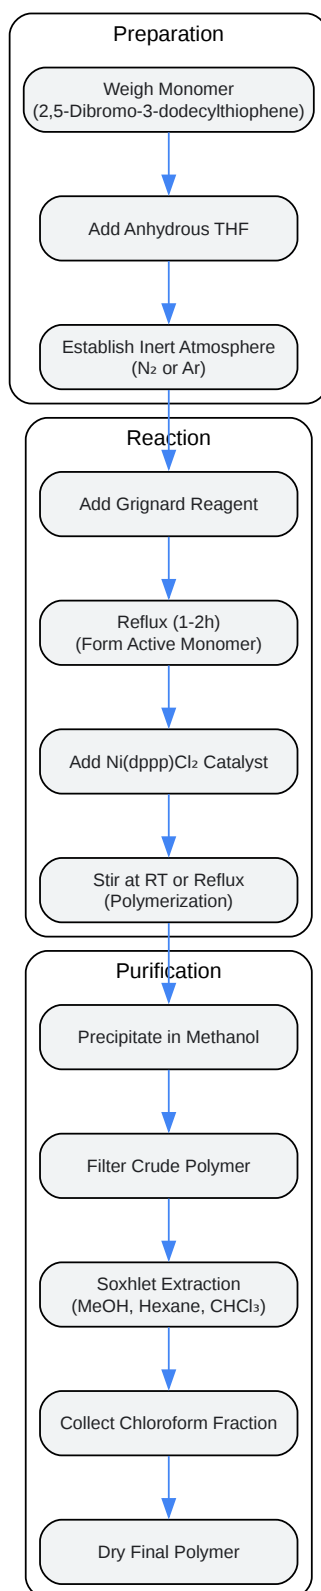 Preparation
Weigh Monomer
(2,5-Dibromo-3-dodecylthiophene)
Add Anhydrous THF
Establish Inert Atmosphere
(N₂ or Ar)
Reaction
Add Grignard Reagent
Reflux (1-2h)
(Form Active Monomer)
Add Ni(dppp)Cl₂ Catalyst
Stir at RT or Reflux
(Polymerization)
Purification
Precipitate in Methanol
Filter Crude Polymer
Soxhlet Extraction
(MeOH, Hexane, CHCl₃)
Collect Chloroform Fraction
Dry Final Polymer